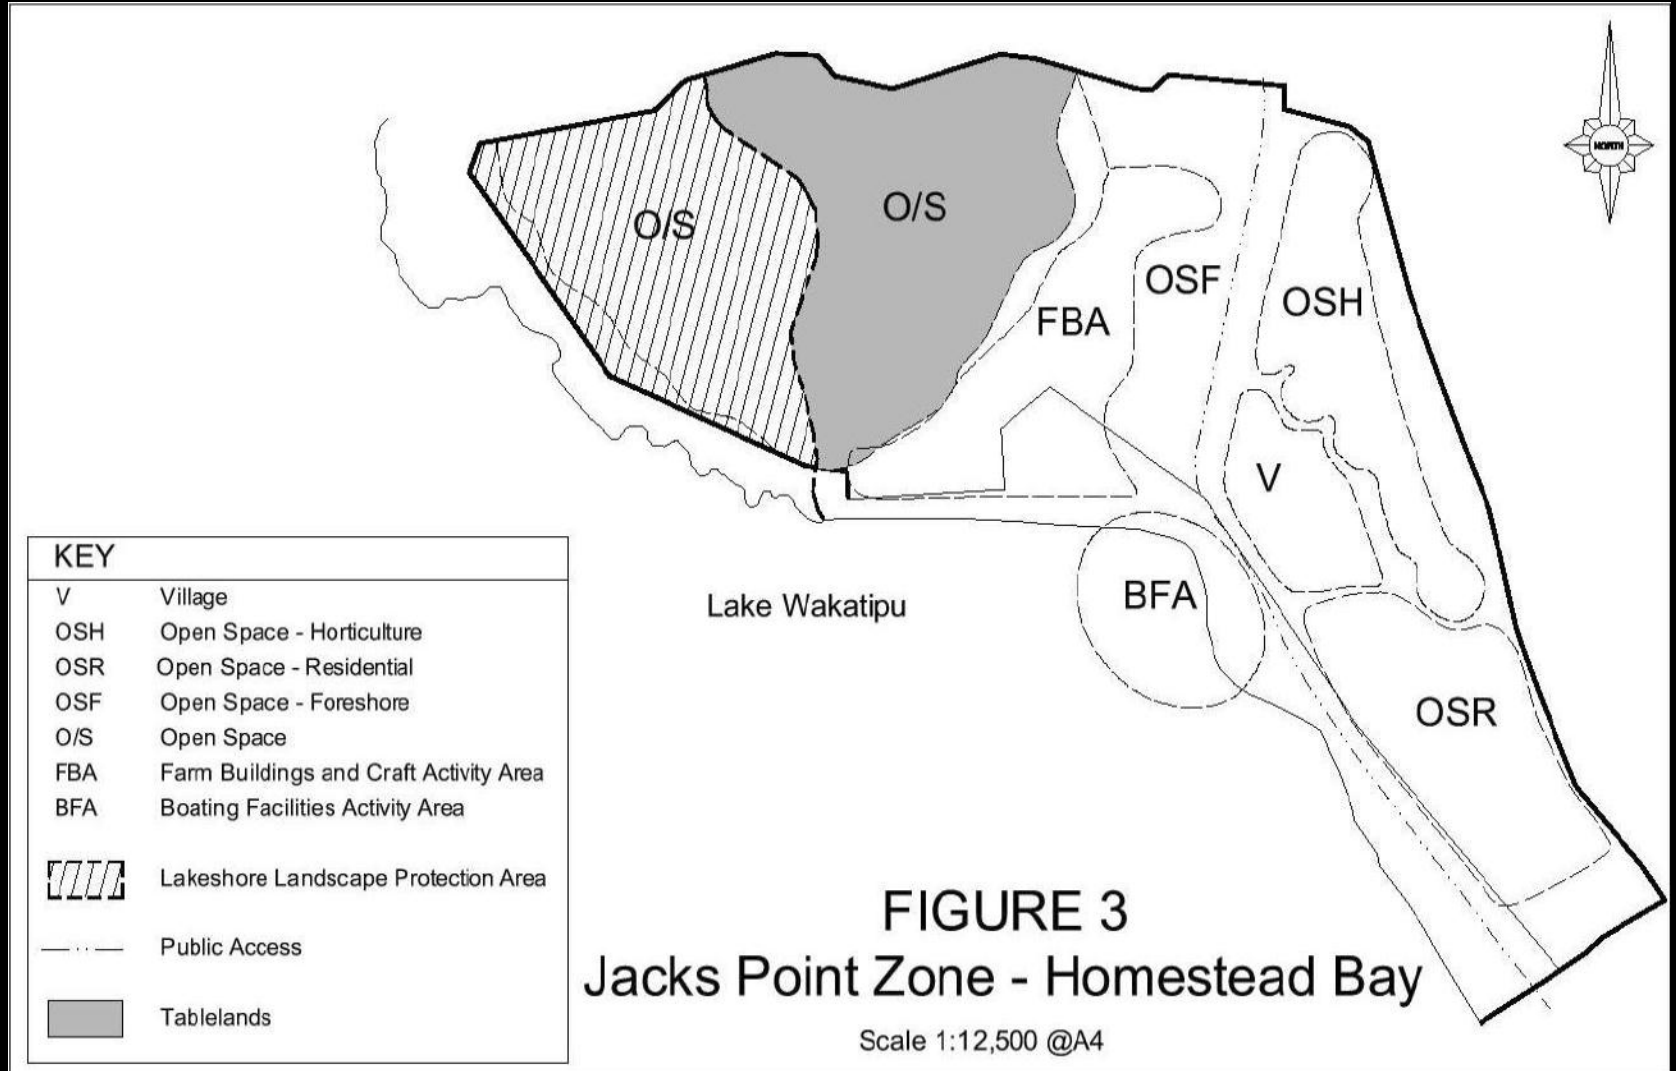 NORTH
O/S
O/S
OSF
OSH
FBA
V
BFA
Lake Wakatipu
OSR
KEY
V Village
OSH Open Space - Horticulture
OSR Open Space - Residential
OSF Open Space - Foreshore
O/S Open Space
FBA Farm Buildings and Craft Activity Area
BFA Boating Facilities Activity Area
Lakeshore Landscape Protection Area
Public Access
Tablelands
FIGURE 3
Jacks Point Zone - Homestead Bay
Scale 1:12,500 @A4